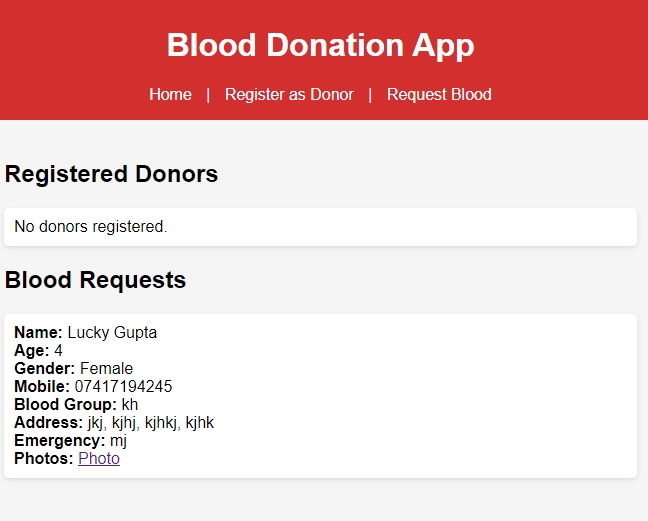 Blood Donation App
Home | Register as Donor | Request Blood
Registered Donors
No donors registered.
Blood Requests
Name: Lucky Gupta
Age: 4
Gender: Female
Mobile: 07417194245
Blood Group: kh
Address: jkj, kjhj, kjhkj, kjhk
Emergency: mj
Photos: Photo